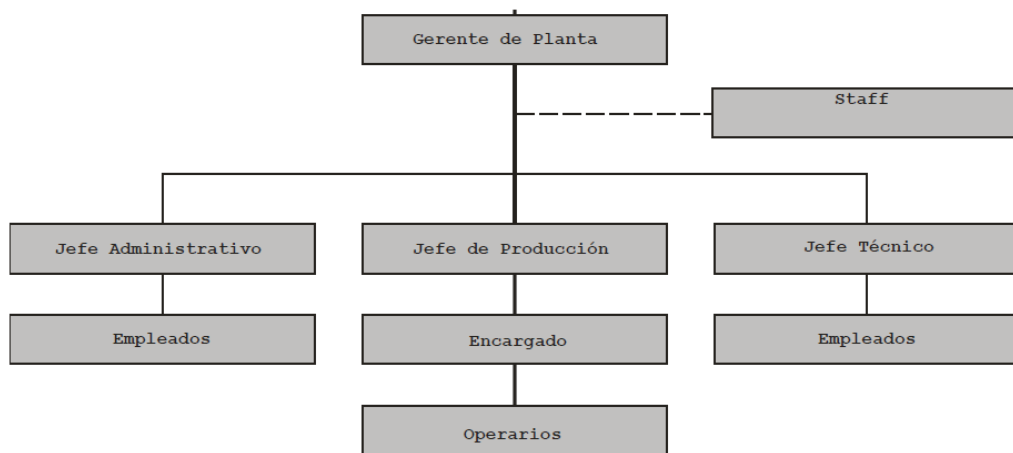 Gerente de Planta
Staff
Jefe Administrativo
Jefe de Producción
Jefe Técnico
Empleados
Encargado
Empleados
Operarios